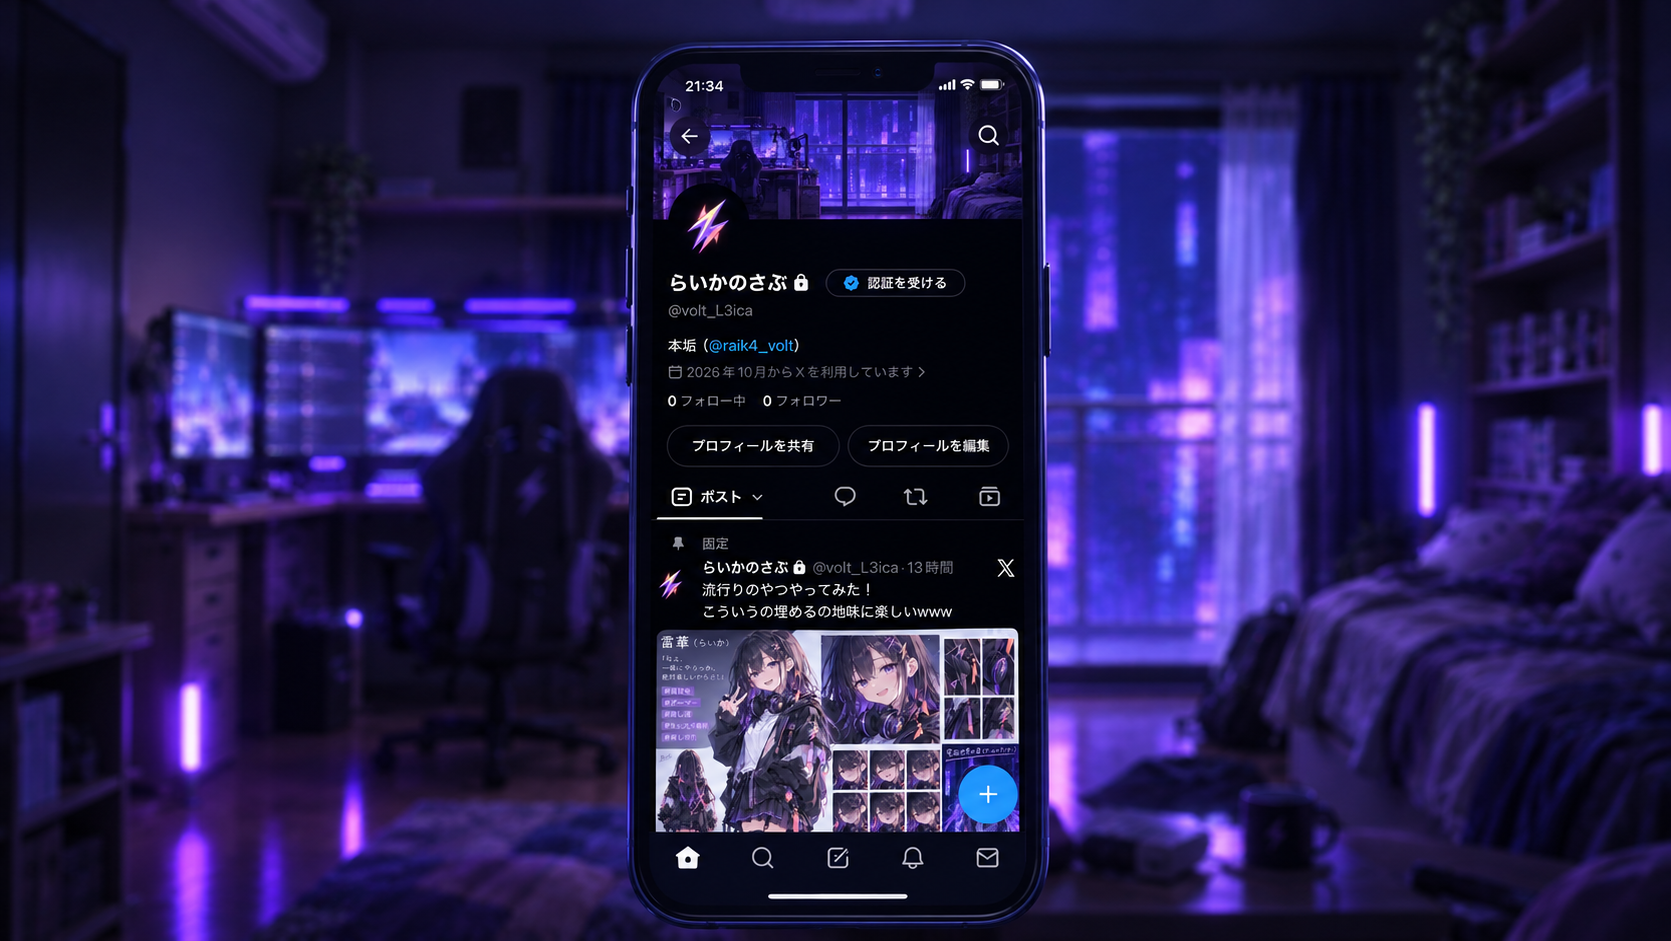 21:34
らいかのさぶ
認証を受ける
@volt_L3ica
本垢（@raik4_volt）
2026年10月からXを利用しています
0 フォロー中 0 フォロワー
プロフィールを共有
プロフィールを編集
ポスト
固定
らいかのさぶ @volt_L3ica · 13時間
流行りのやつやってみた！
こういうの埋めるの地味に楽しいwww
雷華（らいか）